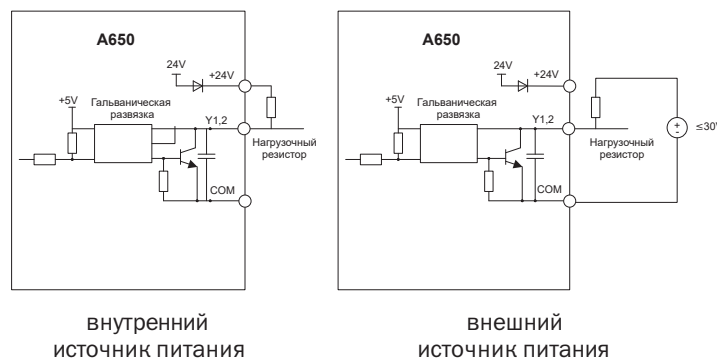 A650
24V
+24V
+5V
Гальваническая
развязка
Y1,2
Нагрузочный
резистор
COM
внутренний
источник питания
A650
24V
+24V
+5V
Гальваническая
развязка
Y1,2
Нагрузочный
резистор
+
-
≤30V
COM
внешний
источник питания